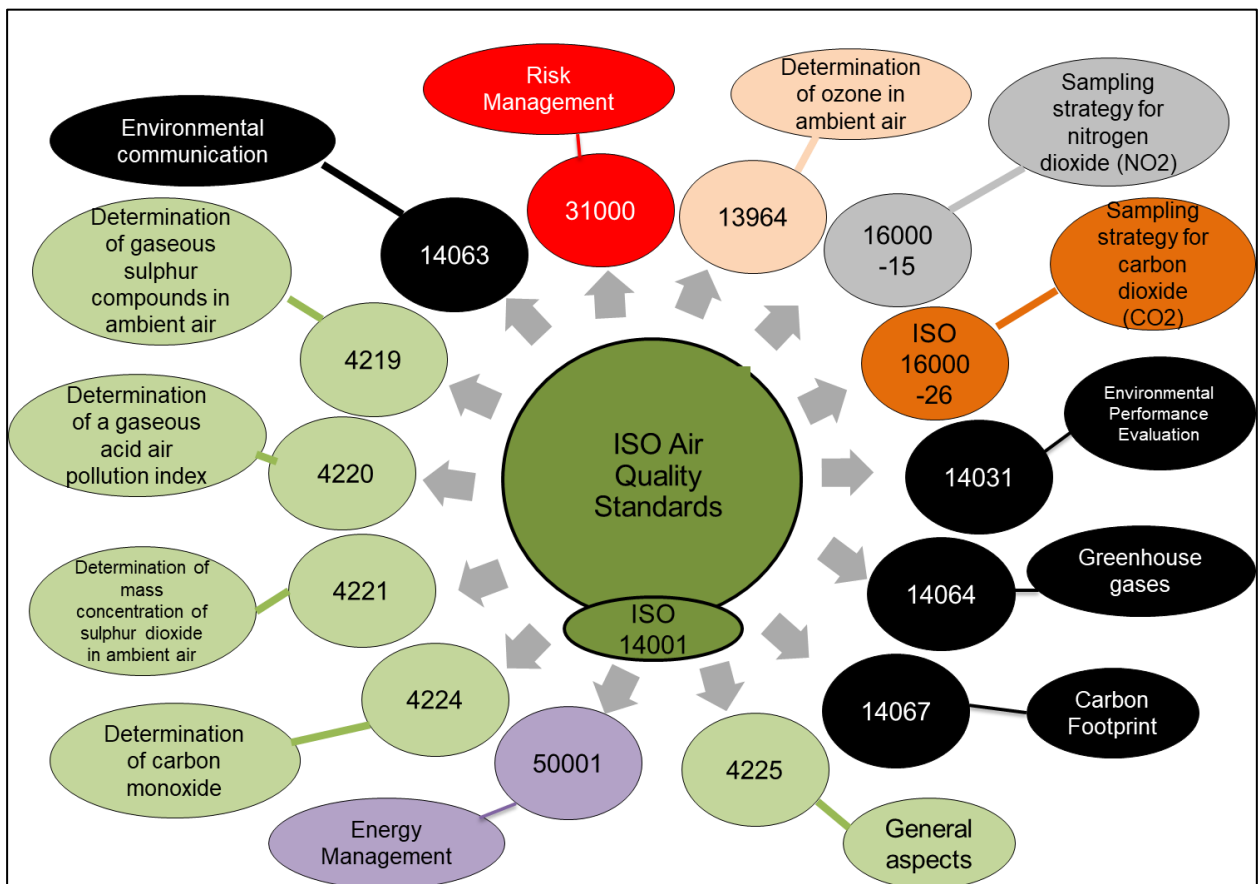 Risk
Management
31000
Determination
of ozone in
ambient air
13964
Sampling
strategy for
nitrogen
dioxide (NO2)
16000
-15
Sampling
strategy for
carbon
dioxide
(CO2)
ISO
16000
-26
Environmental
Performance
Evaluation
14031
Greenhouse
gases
14064
Carbon
Footprint
14067
General
aspects
4225
Energy
Management
50001
Determination
of carbon
monoxide
4224
Determination of
mass
concentration of
sulphur dioxide
in ambient air
4221
Determination
of a gaseous
acid air
pollution index
4220
Determination
of gaseous
sulphur
compounds in
ambient air
4219
Environmental
communication
14063
ISO Air
Quality
Standards
ISO
14001